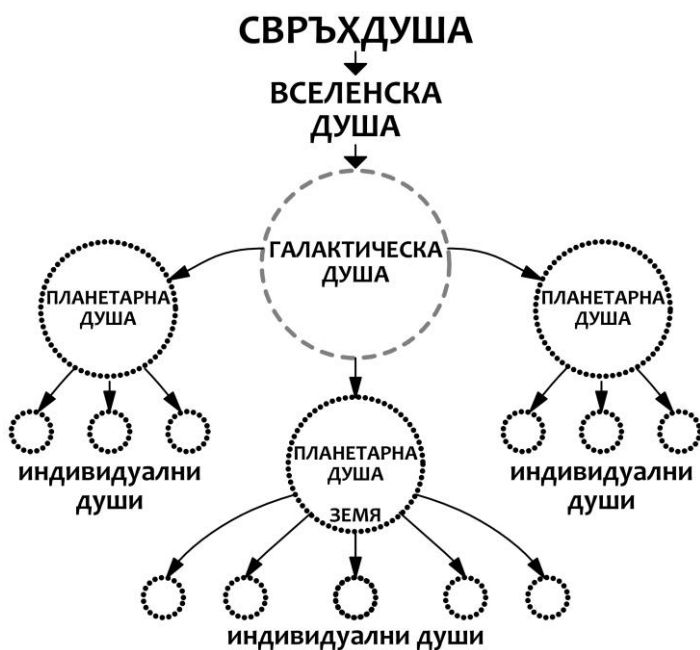 СВРЪХДУША
ВСЕЛЕНСКА
ДУША
ГАЛАКТИЧЕСКА
ДУША
ПЛАНЕТАРНА
ДУША
ПЛАНЕТАРНА
ДУША
индивидуални
души
ПЛАНЕТАРНА
ДУША
ЗЕМЯ
индивидуални
души
индивидуални души